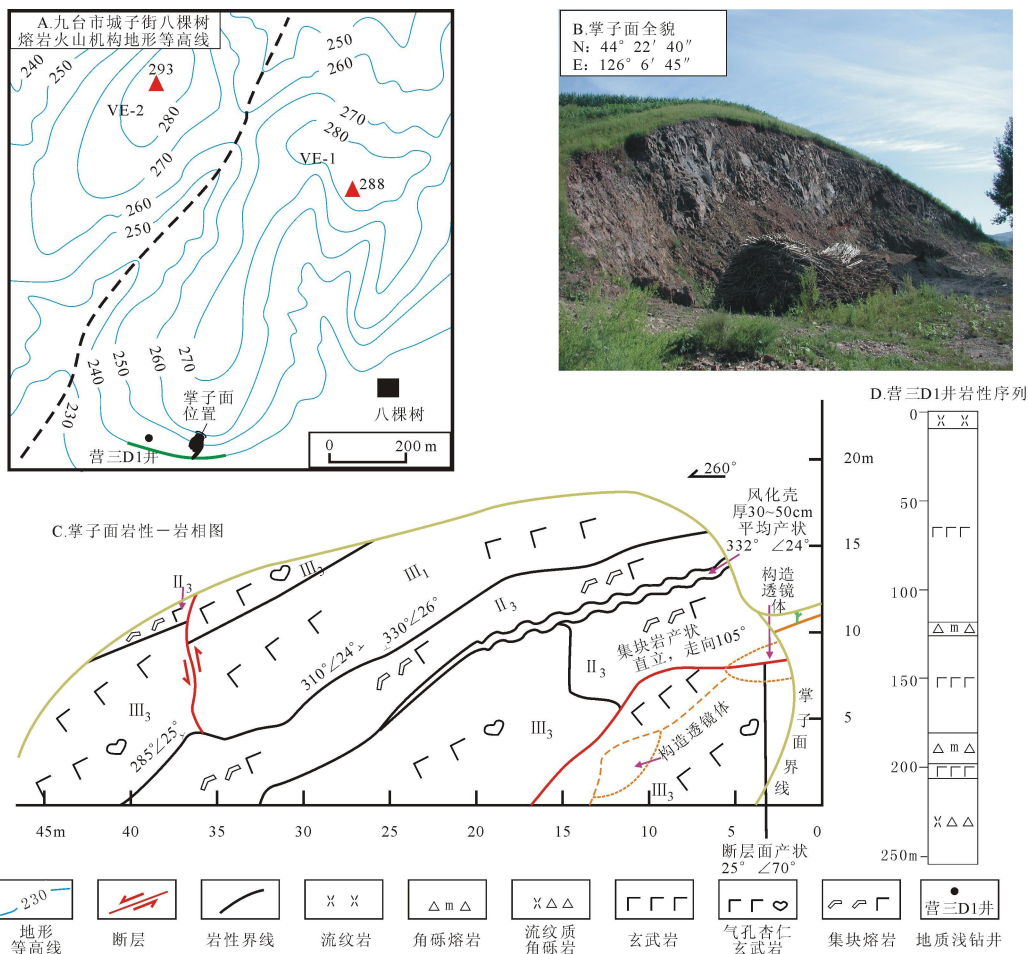 A.九台市城子街八棵树
熔岩火山机构地形等高线
240
250
240
293
VE-2
280
270
260
250
250
260
270
280
VE-1
288
240
250
260
270
230
掌子面
位置
营三D1井
八棵树
0 200 m
B.掌子面全貌
N: 44° 22′ 40″
E: 126° 6′ 45″
C.掌子面岩性－岩相图
260°
风化壳
厚30~50cm
平均产状
332° ∠24°
构造
透镜
体
20m
15
10
5
II3
III3
III1
II3
330°∠26°
310°∠24°
285°∠25°
III3
集块岩产状
直立，走向105°
II3
III3
构造透镜体
III3
掌子面界线
45m 40 35 30 25 20 15 10 5 0
断层面产状
25° ∠70°
D.营三D1井岩性序列
0
50
100
150
200
250m
m
m
230
地形
等高线
断层
岩性界线
流纹岩
m
角砾熔岩
流纹质
角砾岩
玄武岩
气孔杏仁
玄武岩
集块熔岩
营三D1井
地质浅钻井